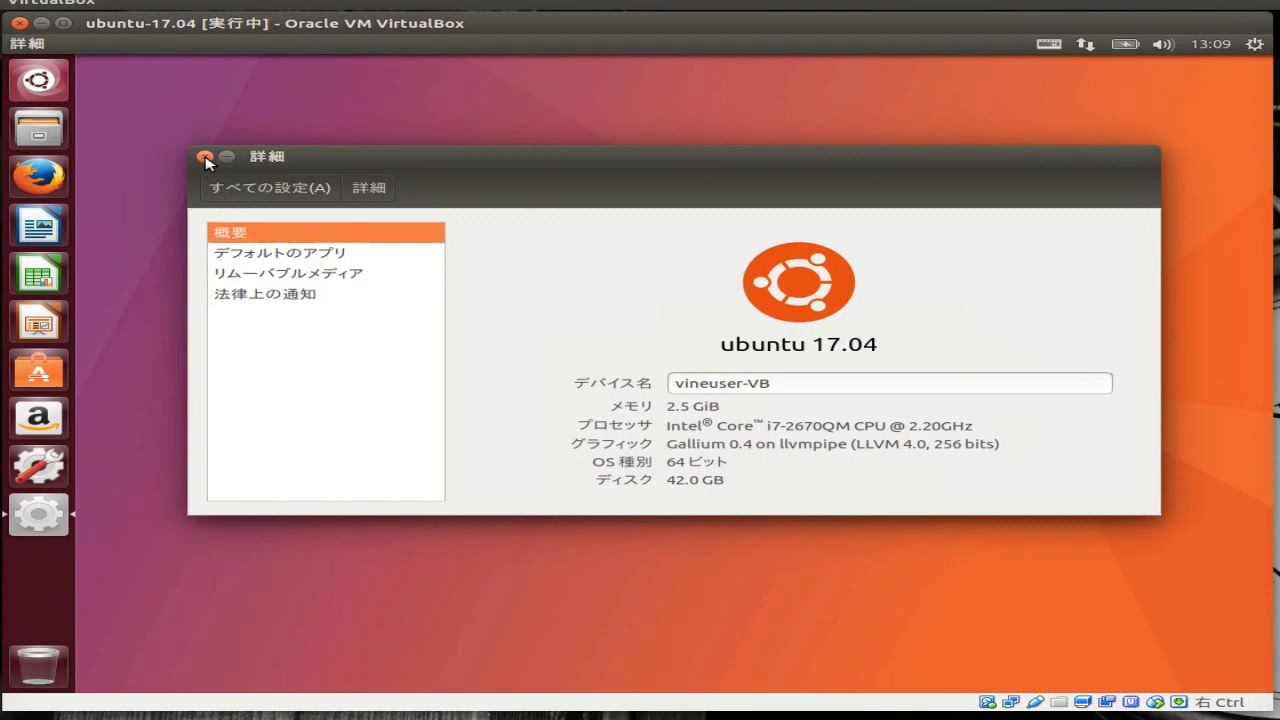 VirtualBox
ubuntu-17.04 [実行中] - Oracle VM VirtualBox
詳細
13:09
詳細
すべての設定(A)
詳細
概要
デフォルトのアプリ
リムーバブルメディア
法律上の通知
ubuntu 17.04
デバイス名 vineuser-VB
メモリ 2.5 GiB
プロセッサ Intel® Core™ i7-2670QM CPU @ 2.20GHz
グラフィック Gallium 0.4 on llvmpipe (LLVM 4.0, 256 bits)
OS 種別 64 ビット
ディスク 42.0 GB
右 Ctrl